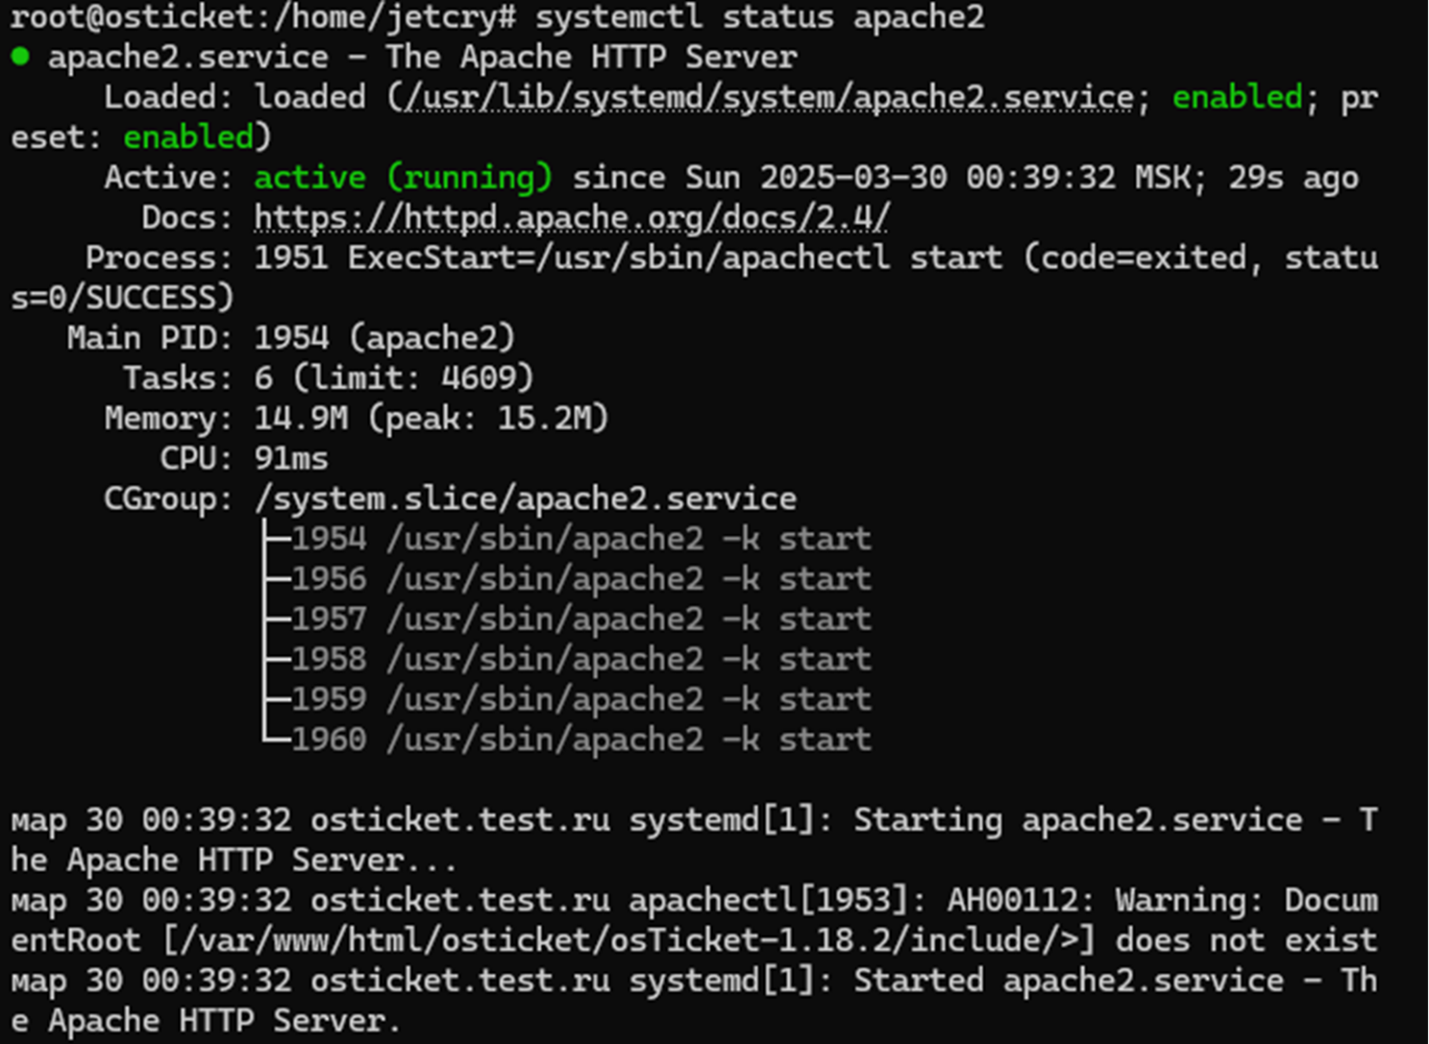 root@osticket:/home/jetcry# systemctl status apache2
● apache2.service – The Apache HTTP Server
Loaded: loaded (/usr/lib/systemd/system/apache2.service; enabled; pr
eset: enabled)
Active: active (running) since Sun 2025–03–30 00:39:32 MSK; 29s ago
Docs: https://httpd.apache.org/docs/2.4/
Process: 1951 ExecStart=/usr/sbin/apachectl start (code=exited, statu
s=0/SUCCESS)
Main PID: 1954 (apache2)
Tasks: 6 (limit: 4609)
Memory: 14.9M (peak: 15.2M)
CPU: 91ms
CGroup: /system.slice/apache2.service
├─1954 /usr/sbin/apache2 –k start
├─1956 /usr/sbin/apache2 –k start
├─1957 /usr/sbin/apache2 –k start
├─1958 /usr/sbin/apache2 –k start
├─1959 /usr/sbin/apache2 –k start
└─1960 /usr/sbin/apache2 –k start
мар 30 00:39:32 osticket.test.ru systemd[1]: Starting apache2.service – T
he Apache HTTP Server...
мар 30 00:39:32 osticket.test.ru apachectl[1953]: AH00112: Warning: Docum
entRoot [/var/www/html/osticket/osTicket–1.18.2/include/>] does not exist
мар 30 00:39:32 osticket.test.ru systemd[1]: Started apache2.service – Th
e Apache HTTP Server.